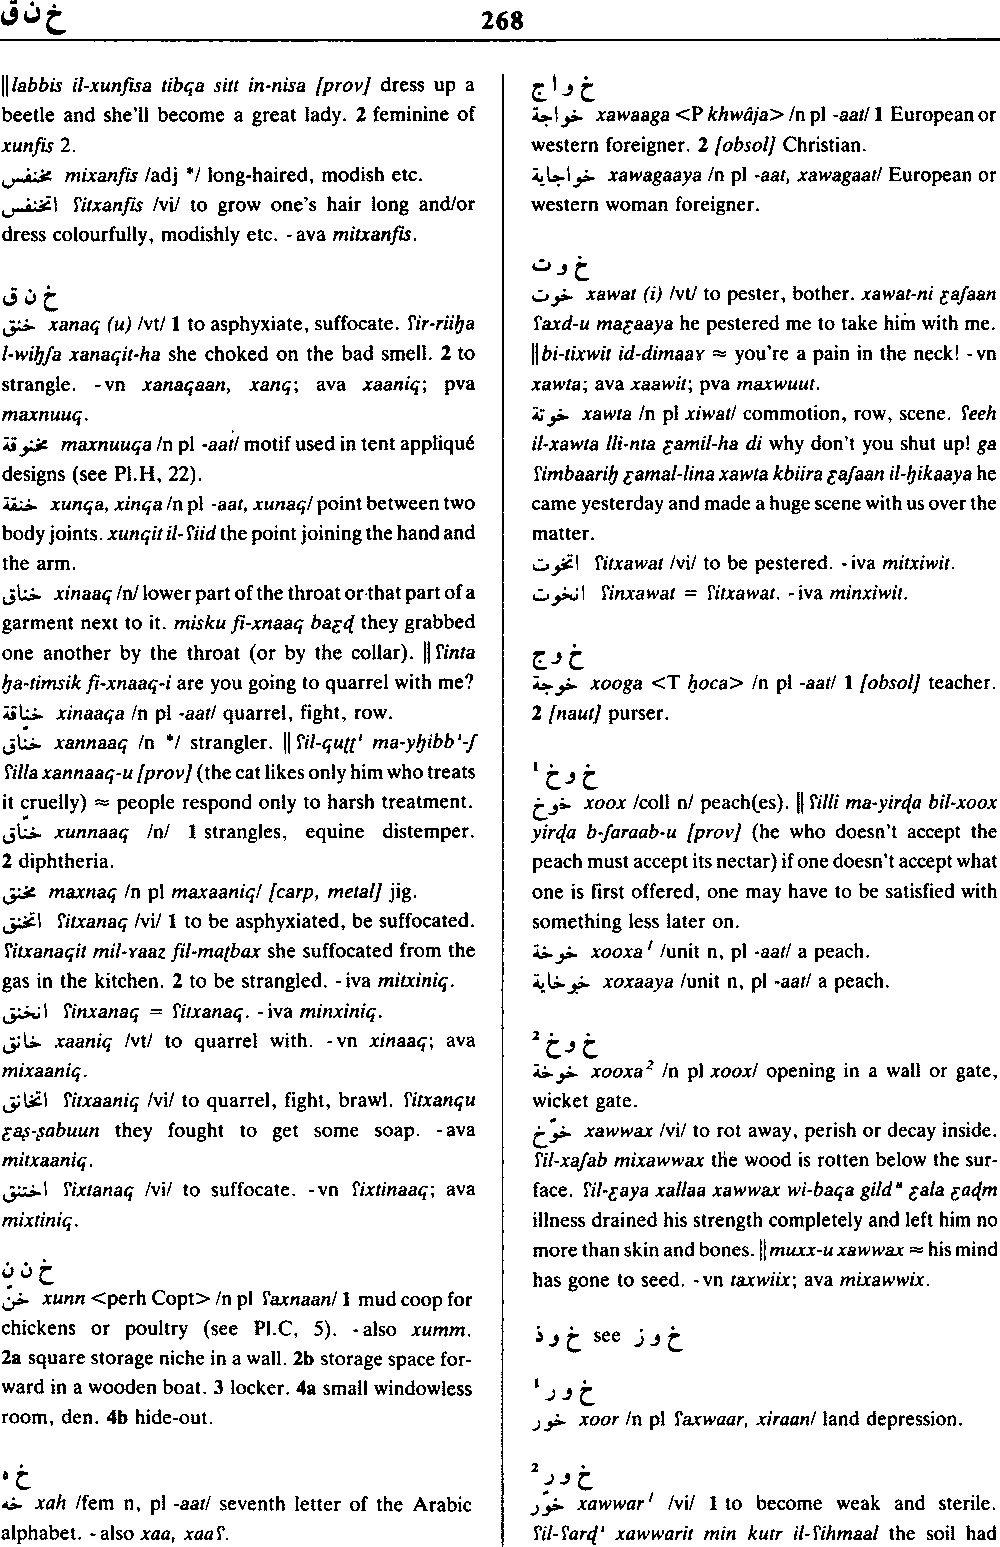 خنق
268
‖labbis il-xunfisa tibqa sitt in-nisa [prov] dress up a
beetle and she'll become a great lady. 2 feminine of
xunfis 2.
مخنفس mixanfis /adj */ long-haired, modish etc.
اتخنفس ʕitxanfis /vi/ to grow one's hair long and/or
dress colourfully, modishly etc. -ava mitxanfis.
خ ن ق
خنق xanaq (u) /vt/ 1 to asphyxiate, suffocate. ʕir-riiḥa
l-wiḥʃa xanaqit-ha she choked on the bad smell. 2 to
strangle. -vn xanaqaan, xanq; ava xaaniq; pva
maxnuuq.
مخنوقة maxnuuqa /n pl -aat/ motif used in tent appliqué
designs (see Pl.H, 22).
خنقة xunqa, xinqa /n pl -aat, xunaq/ point between two
body joints. xunqit il-ʕiid the point joining the hand and
the arm.
خناق xinaaq /n/ lower part of the throat or that part of a
garment next to it. misku fi-xnaaq baʢḍ they grabbed
one another by the throat (or by the collar). ‖ʕinta
ḥa-timsik fi-xnaaq-i are you going to quarrel with me?
خناقة xinaaqa /n pl -aat/ quarrel, fight, row.
خنّاق xannaaq /n */ strangler. ‖ʕil-quṭṭ¹ ma-yḥibb¹-ʃ
ʕilla xannaaq-u [prov] (the cat likes only him who treats
it cruelly) ≈ people respond only to harsh treatment.
خنّاق xunnaaq /n/ 1 strangles, equine distemper.
2 diphtheria.
مخنق maxnaq /n pl maxaaniq/ [carp, metal] jig.
اتخنق ʕitxanaq /vi/ 1 to be asphyxiated, be suffocated.
ʕitxanaqit mil-ɣaaz fil-maṭbax she suffocated from the
gas in the kitchen. 2 to be strangled. -iva mitxiniq.
انخنق ʕinxanaq = ʕitxanaq. -iva minxiniq.
خانق xaaniq /vt/ to quarrel with. -vn xinaaq; ava
mixaaniq.
اتخانق ʕitxaaniq /vi/ to quarrel, fight, brawl. ʕitxanqu
ʢaṣ-ṣabuun they fought to get some soap. -ava
mitxaaniq.
اختنق ʕixtanaq /vi/ to suffocate. -vn ʕixtinaaq; ava
mixtiniq.
خ ن نّ
خنّ xunn <perh Copt> /n pl ʕaxnaan/ 1 mud coop for
chickens or poultry (see Pl.C, 5). -also xumm.
2a square storage niche in a wall. 2b storage space for-
ward in a wooden boat. 3 locker. 4a small windowless
room, den. 4b hide-out.
خ ه
خه xah /fem n, pl -aat/ seventh letter of the Arabic
alphabet. -also xaa, xaaʕ.
خ و ا ج
خواجة xawaaga <P khwâja> /n pl -aat/ 1 European or
western foreigner. 2 [obsol] Christian.
خواجاية xawagaaya /n pl -aat, xawagaat/ European or
western woman foreigner.
خ و ت
خوت xawat (i) /vt/ to pester, bother. xawat-ni ʢaʃaan
ʕaxd-u maʢaaya he pestered me to take him with me.
‖bi-tixwit id-dimaaɣ ≈ you're a pain in the neck! -vn
xawta; ava xaawit; pva maxwuut.
خوتة xawta /n pl xiwat/ commotion, row, scene. ʕeeh
il-xawta lli-nta ʢamil-ha di why don't you shut up! ga
ʕimbaariḥ ʢamal-lina xawta kbiira ʢaʃaan il-ḥikaaya he
came yesterday and made a huge scene with us over the
matter.
اتخوت ʕitxawat /vi/ to be pestered. -iva mitxiwit.
انخوت ʕinxawat = ʕitxawat. -iva minxiwit.
خ و ج
خوجة xooga <T ḥoca> /n pl -aat/ 1 [obsol] teacher.
2 [naut] purser.
خ و خ¹
خوخ xoox /coll n/ peach(es). ‖ʕilli ma-yirḍa bil-xoox
yirḍa b-ʃaraab-u [prov] (he who doesn't accept the
peach must accept its nectar) if one doesn't accept what
one is first offered, one may have to be satisfied with
something less later on.
خوخة xooxa¹ /unit n, pl -aat/ a peach.
خوخاية xoxaaya /unit n, pl -aat/ a peach.
خ و خ²
خوخة xooxa² /n pl xoox/ opening in a wall or gate,
wicket gate.
خوّخ xawwax /vi/ to rot away, perish or decay inside.
ʕil-xaʃab mixawwax the wood is rotten below the sur-
face. ʕil-ʢaya xallaa xawwax wi-baqa gildᵘ ʢala ʢaḍm
illness drained his strength completely and left him no
more than skin and bones. ‖muxx-u xawwax ≈ his mind
has gone to seed. -vn taxwiix; ava mixawwix.
خ و ذ see خ و ز
خ و ر¹
خور xoor /n pl ʕaxwaar, xiraan/ land depression.
خ و ر²
خوّر xawwar¹ /vi/ 1 to become weak and sterile.
ʕil-ʕarḍ¹ xawwarit min kutr il-ʕihmaal the soil had